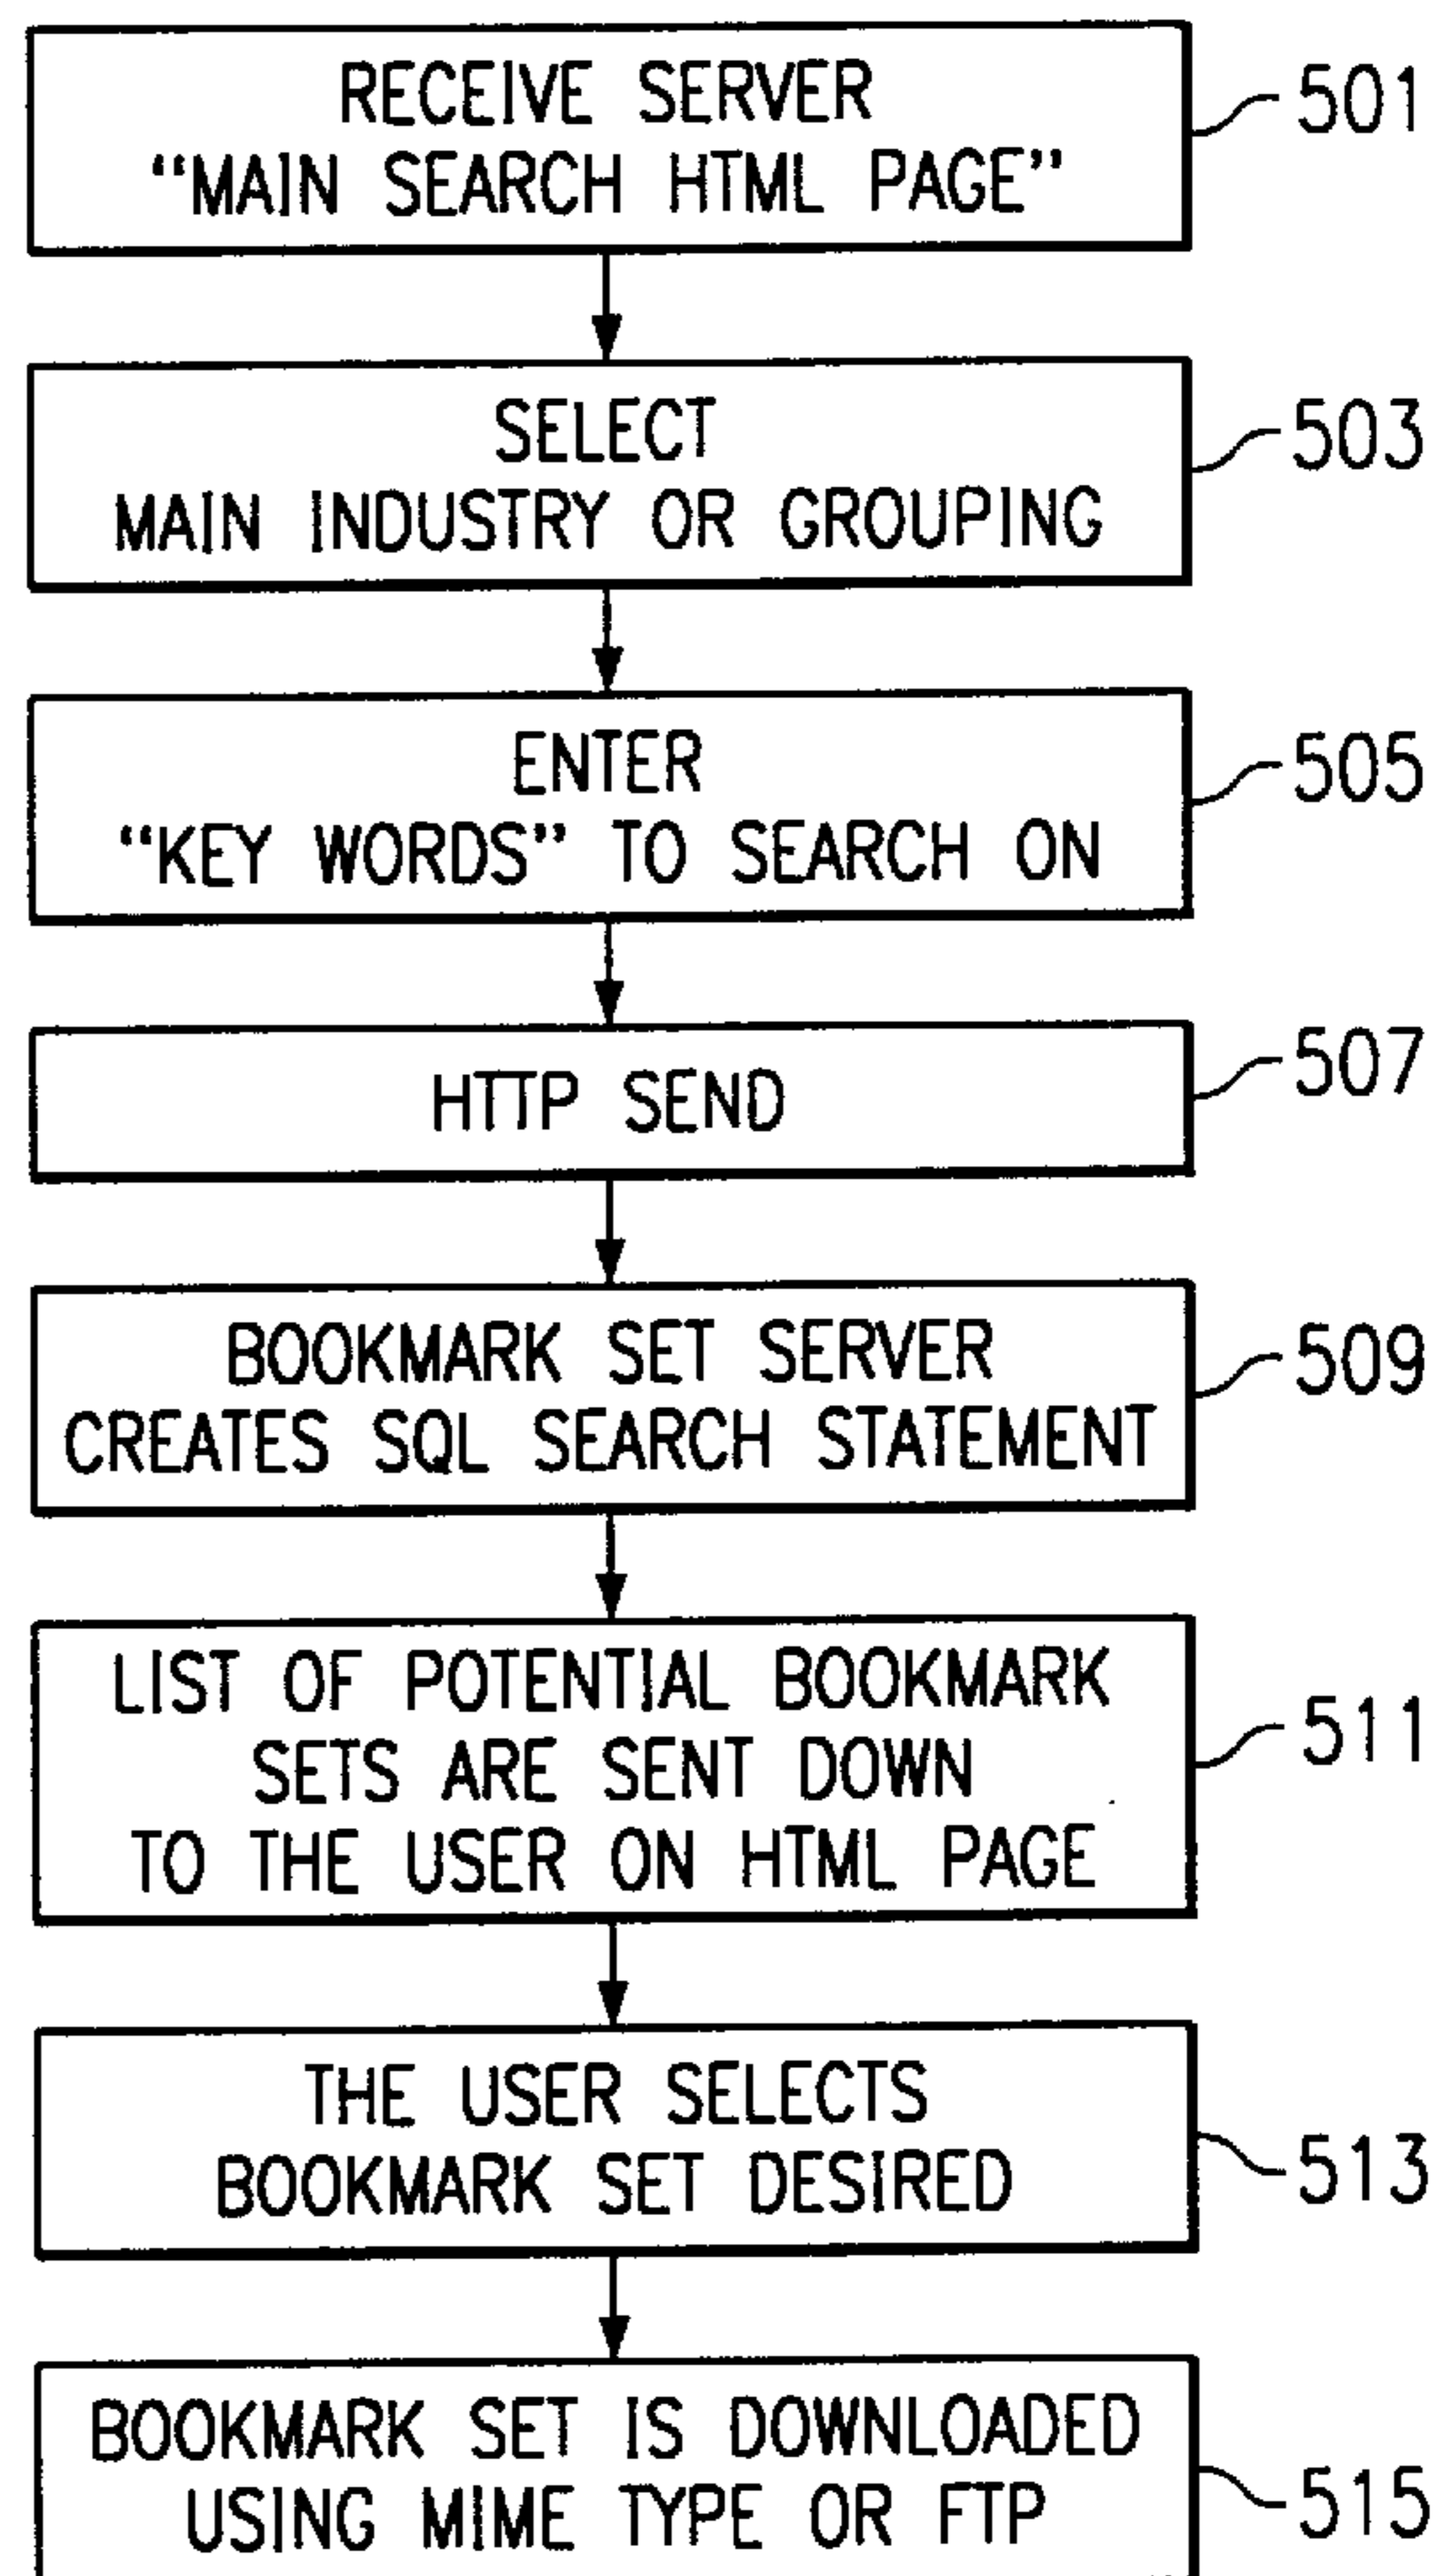 RECEIVE SERVER
“MAIN SEARCH HTML PAGE”
501
SELECT
MAIN INDUSTRY OR GROUPING
503
ENTER
“KEY WORDS” TO SEARCH ON
505
HTTP SEND
507
BOOKMARK SET SERVER
CREATES SQL SEARCH STATEMENT
509
LIST OF POTENTIAL BOOKMARK
SETS ARE SENT DOWN
TO THE USER ON HTML PAGE
511
THE USER SELECTS
BOOKMARK SET DESIRED
513
BOOKMARK SET IS DOWNLOADED
USING MIME TYPE OR FTP
515